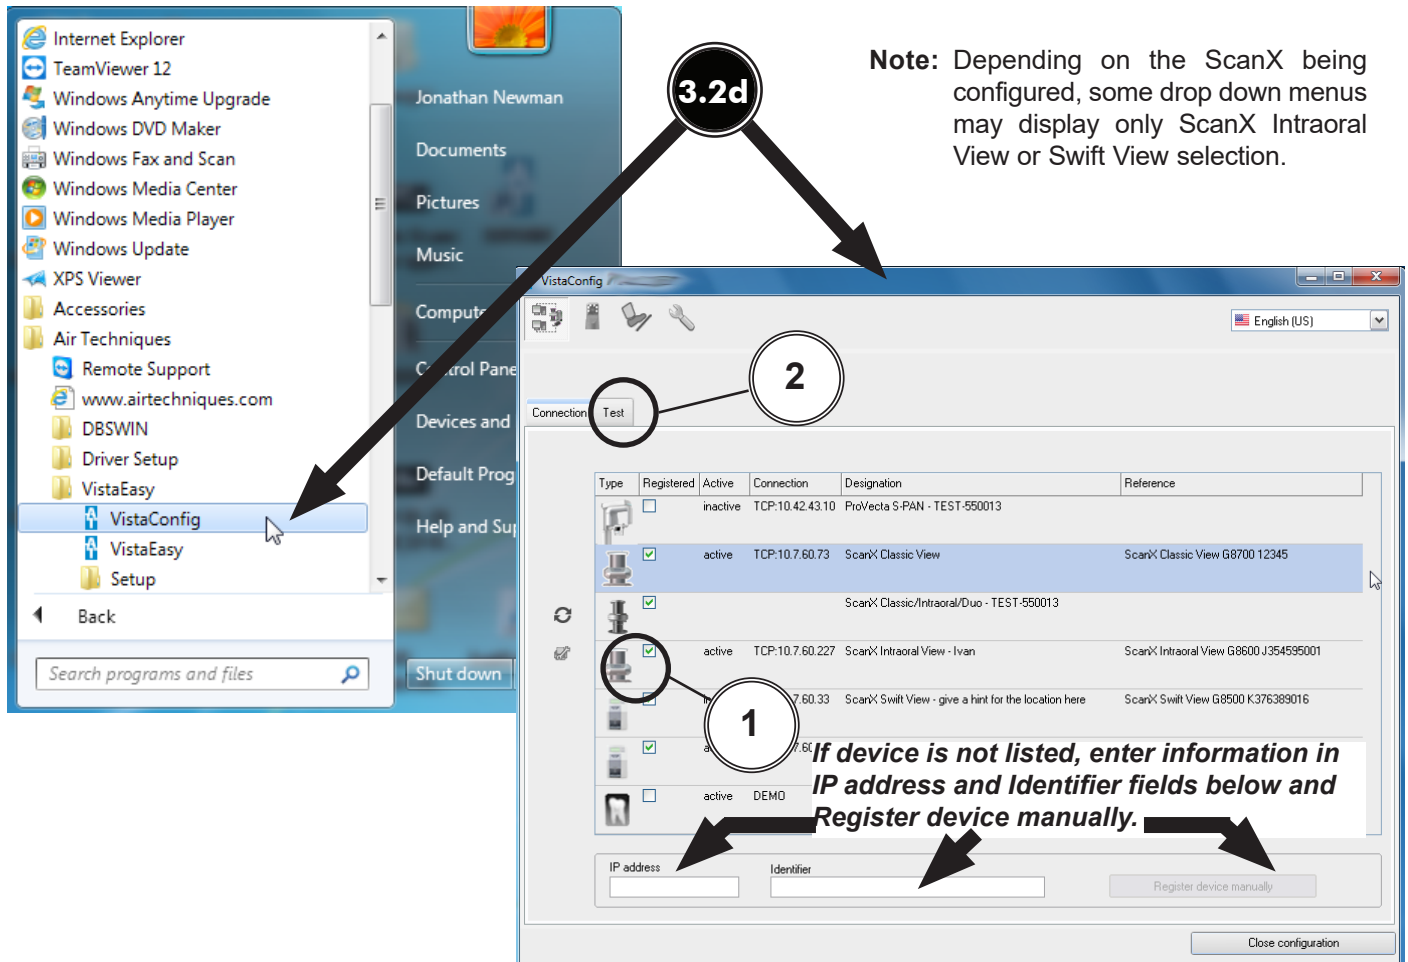 Internet Explorer
TeamViewer 12
Windows Anytime Upgrade
Windows DVD Maker
Windows Fax and Scan
Windows Media Center
Windows Media Player
Windows Update
XPS Viewer
Accessories
Air Techniques
Remote Support
www.airtechniques.com
DBSWIN
Driver Setup
VistaEasy
VistaConfig
VistaEasy
Setup
Back
Search programs and files
Jonathan Newman
Documents
Pictures
Music
Compute
Control Pane
Devices and
Default Prog
Help and Sup
Shut down
3.2d
Note: Depending on the ScanX being
configured, some drop down menus
may display only ScanX Intraoral
View or Swift View selection.
VistaConfig
English (US)
2
Connection Test
Type Registered Active Connection Designation Reference
inactive TCP:10.42.43.10 ProVecta S-PAN - TEST-550013
active TCP:10.7.60.73 ScanX Classic View ScanX Classic View G8700 12345
ScanX Classic/Intraoral/Duo - TEST-550013
active TCP:10.7.60.227 ScanX Intraoral View - Ivan ScanX Intraoral View G8600 J354595001
7.60.33 ScanX Swift View - give a hint for the location here ScanX Swift View G8500 K376389016
1
7.60
active DEMO
If device is not listed, enter information in
IP address and Identifier fields below and
Register device manually.
IP address Identifier
Register device manually
Close configuration